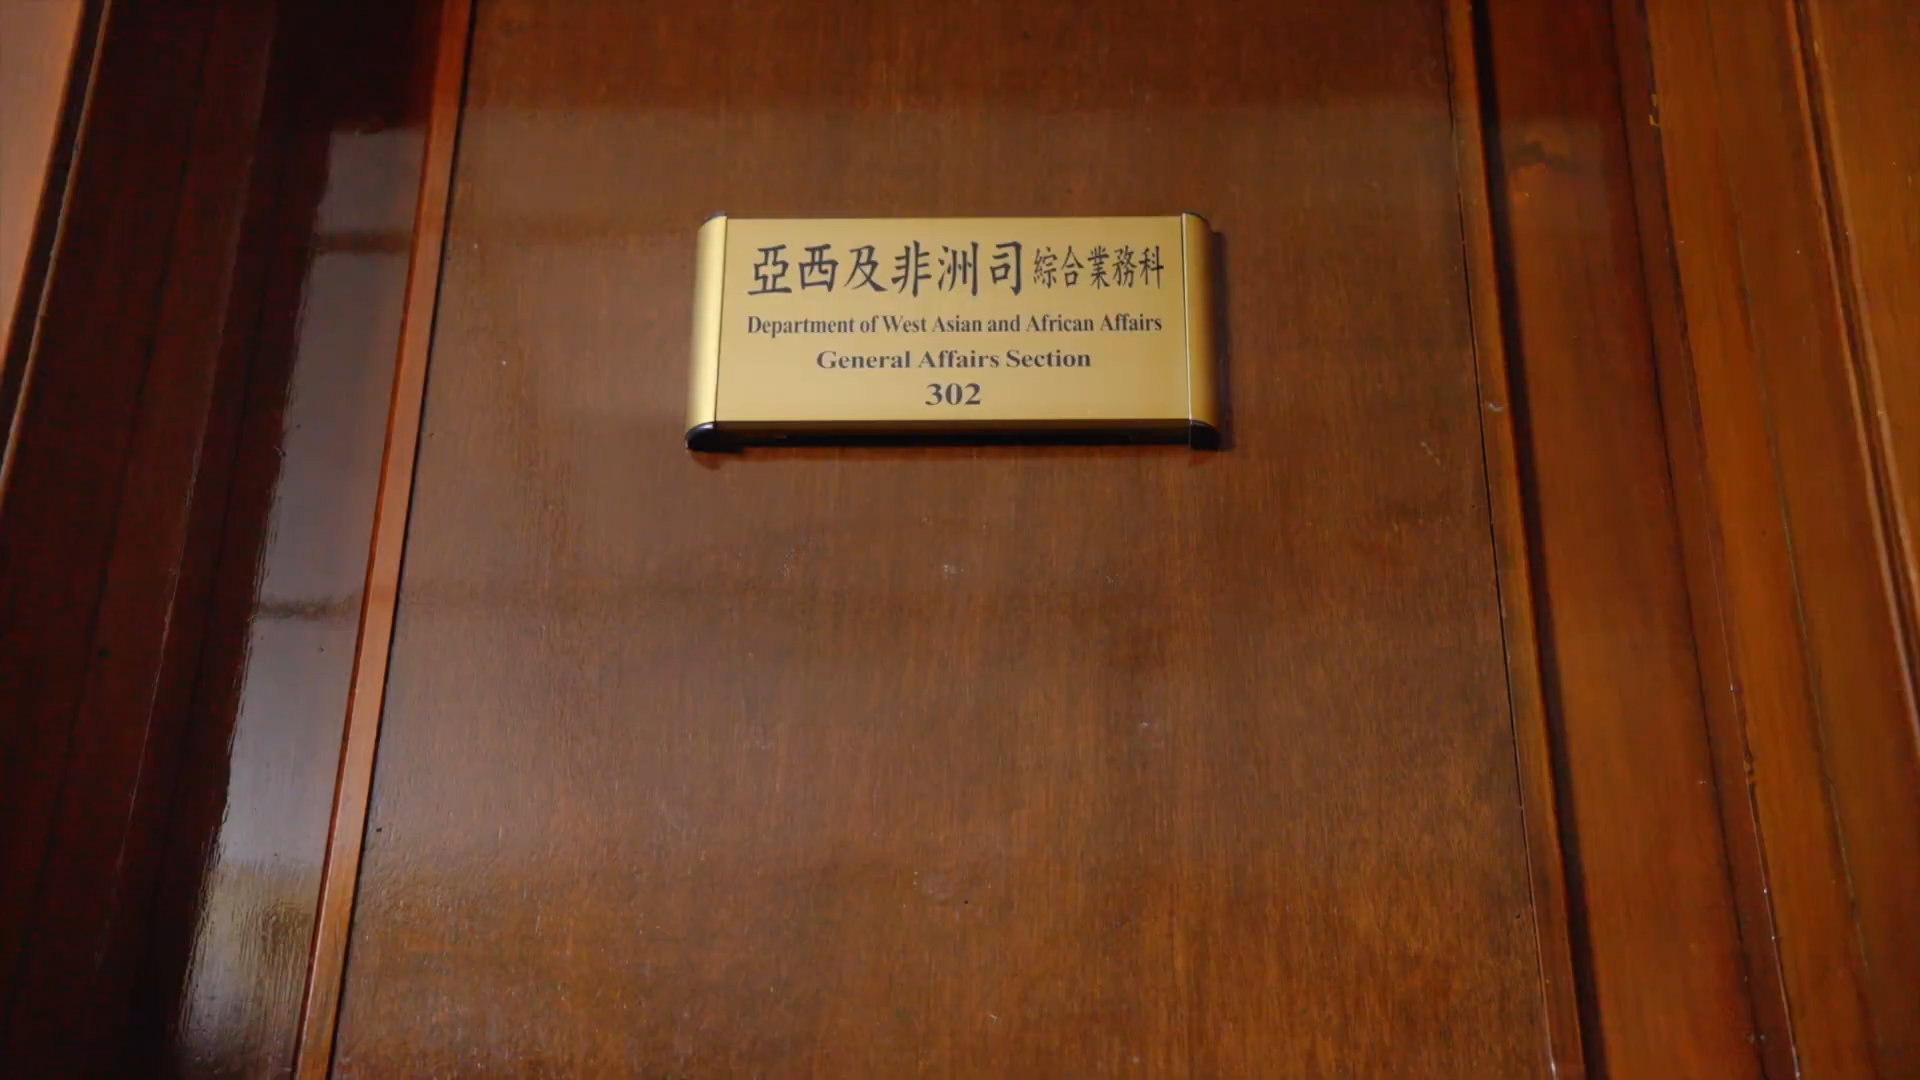 亞西及非洲司綜合業務科
Department of West Asian and African Affairs
General Affairs Section
302